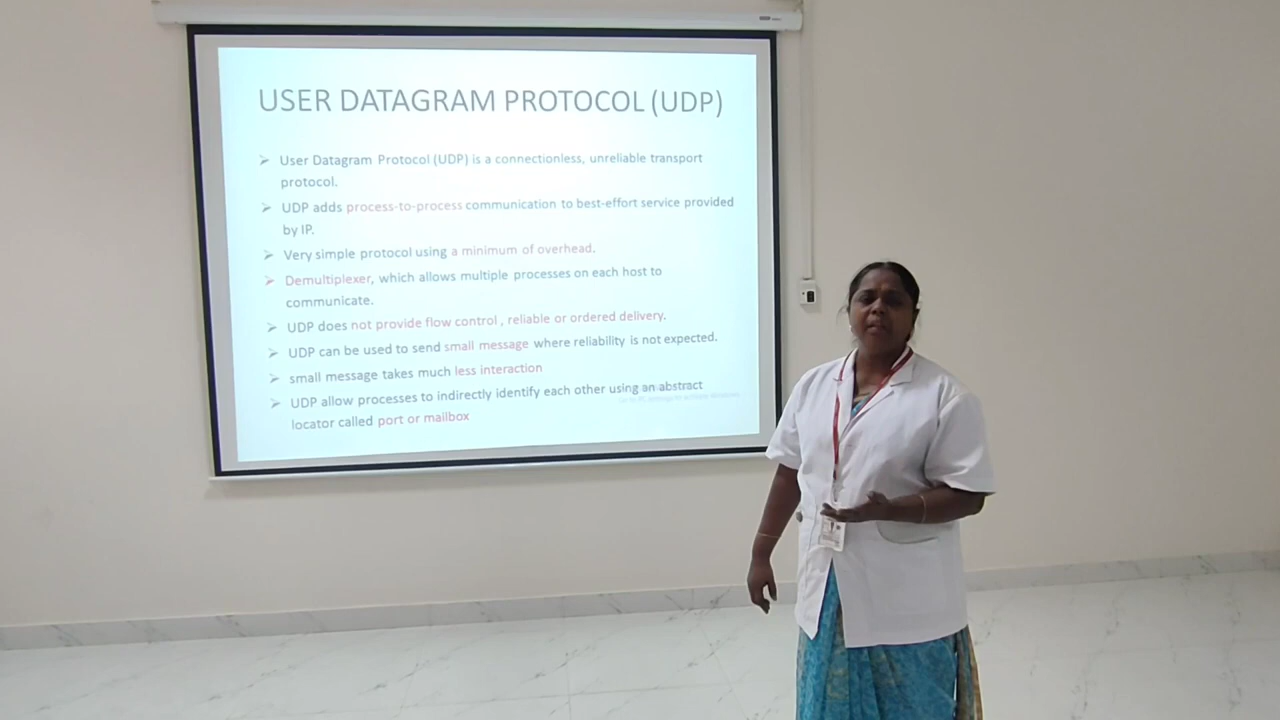 USER DATAGRAM PROTOCOL (UDP)
➢ User Datagram Protocol (UDP) is a connectionless, unreliable transport
protocol.
➢ UDP adds process-to-process communication to best-effort service provided
by IP.
➢ Very simple protocol using a minimum of overhead.
➢ Demultiplexer, which allows multiple processes on each host to
communicate.
➢ UDP does not provide flow control , reliable or ordered delivery.
➢ UDP can be used to send small message where reliability is not expected.
➢ small message takes much less interaction
➢ UDP allow processes to indirectly identify each other using an abstract
locator called port or mailbox